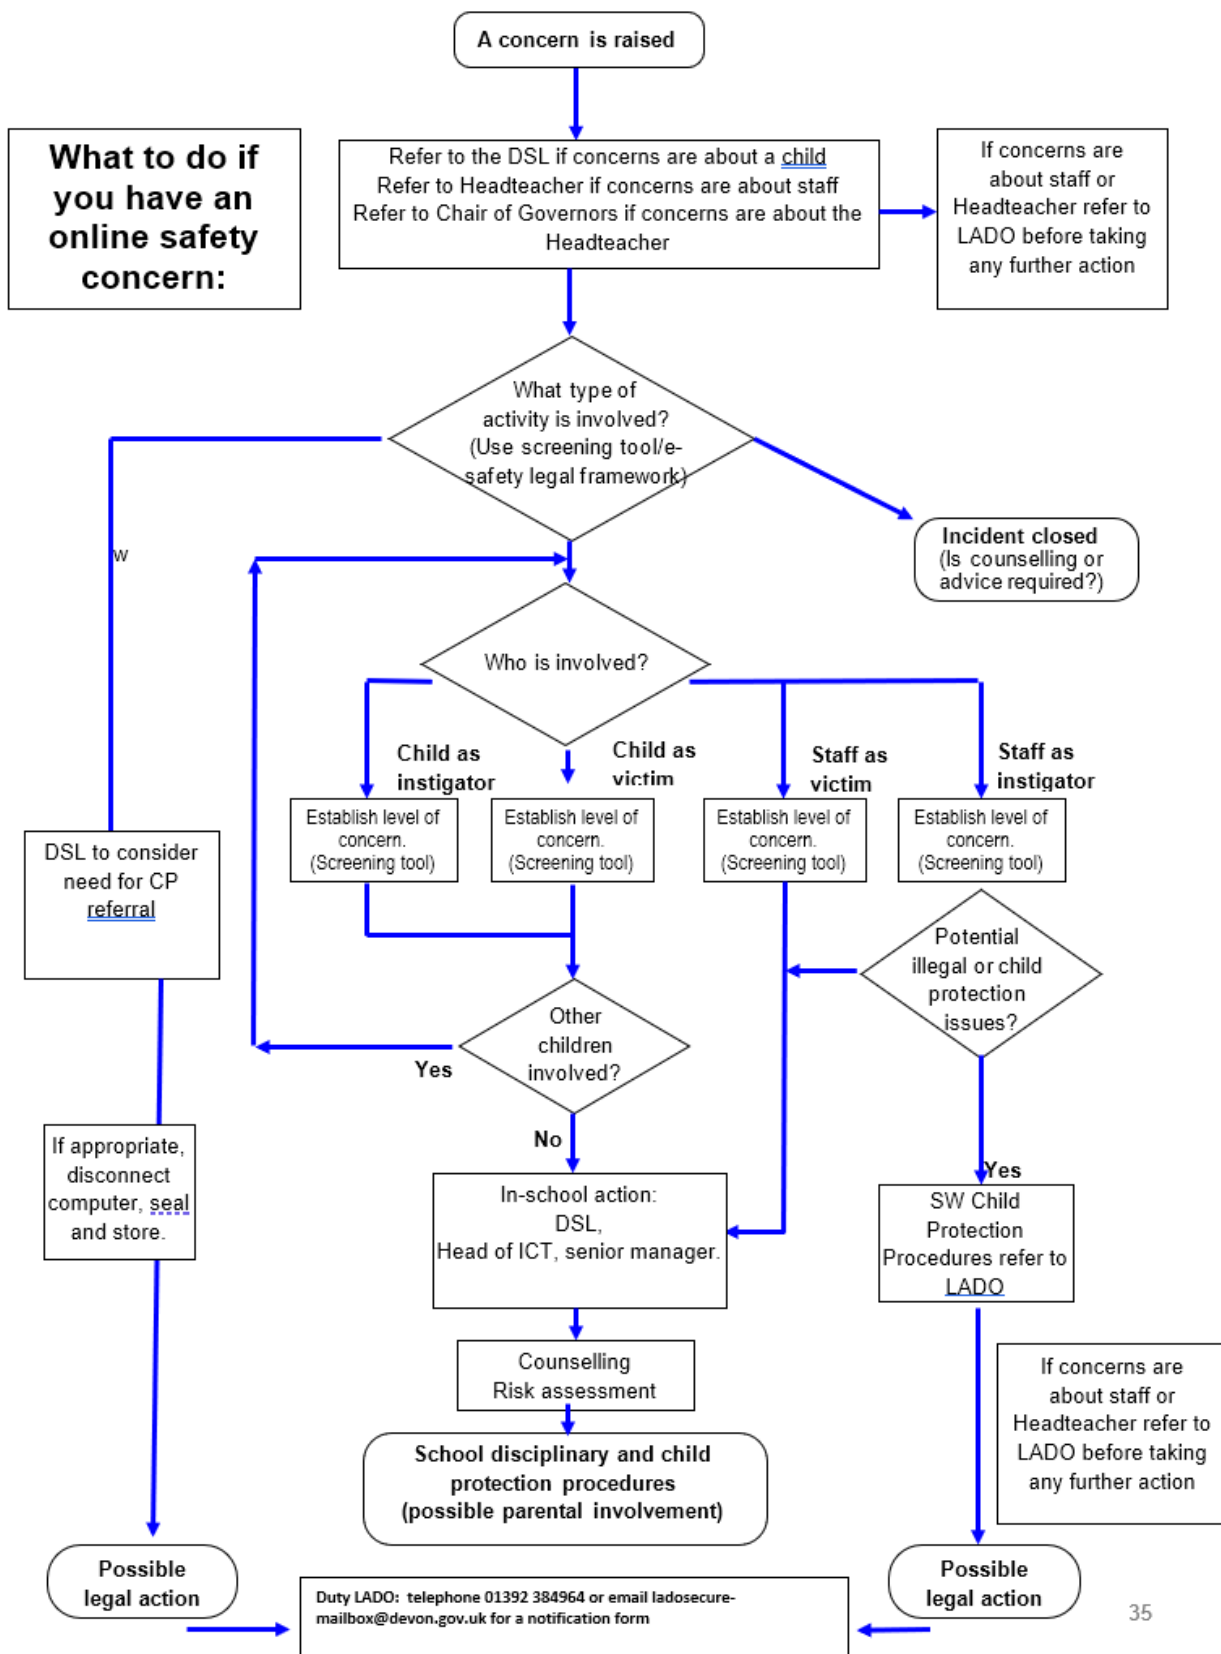 A concern is raised
What to do if
you have an
online safety
concern:
Refer to the DSL if concerns are about a child
Refer to Headteacher if concerns are about staff
Refer to Chair of Governors if concerns are about the
Headteacher
If concerns are
about staff or
Headteacher refer to
LADO before taking
any further action
What type of
activity is involved?
(Use screening tool/e-
safety legal framework)
w
Incident closed
(Is counselling or
advice required?)
Who is involved?
Child as
instigator
Child as
victim
Staff as
victim
Staff as
instigator
Establish level of
concern.
(Screening tool)
Establish level of
concern.
(Screening tool)
Establish level of
concern.
(Screening tool)
Establish level of
concern.
(Screening tool)
DSL to consider
need for CP
referral
Potential
illegal or child
protection
issues?
Other
children
involved?
Yes
No
If appropriate,
disconnect
computer, seal
and store.
In-school action:
DSL,
Head of ICT, senior manager.
Yes
SW Child
Protection
Procedures refer to
LADO
Counselling
Risk assessment
If concerns are
about staff or
Headteacher refer to
LADO before taking
any further action
School disciplinary and child
protection procedures
(possible parental involvement)
Possible
legal action
Possible
legal action
Duty LADO: telephone 01392 384964 or email ladosecure-
mailbox@devon.gov.uk for a notification form
35